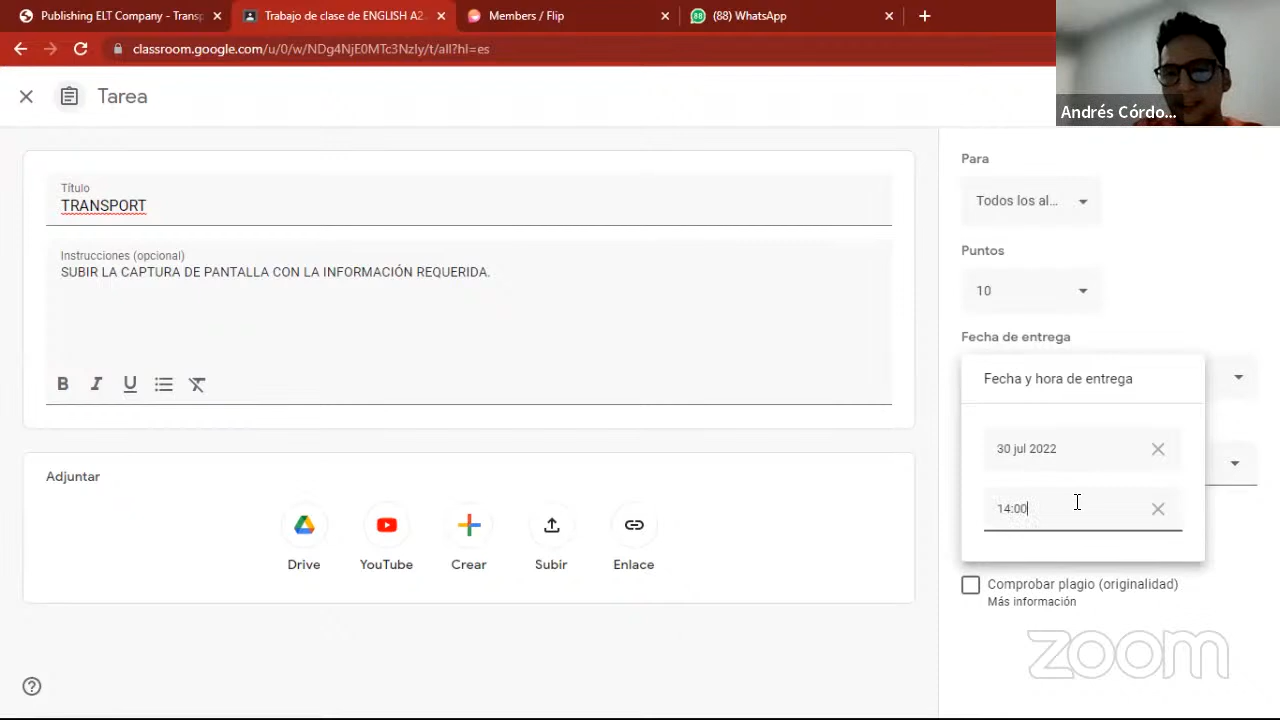 Publishing ELT Company - Transp
Trabajo de clase de ENGLISH A2
Members / Flip
(88) WhatsApp
classroom.google.com/u/0/w/NDg4NjE0MTc3NzIy/t/all?hl=es
Andrés Córdo...
Tarea
Título
TRANSPORT
Instrucciones (opcional)
SUBIR LA CAPTURA DE PANTALLA CON LA INFORMACIÓN REQUERIDA.
B I U
Adjuntar
Drive
YouTube
Crear
Subir
Enlace
Para
Todos los al...
Puntos
10
Fecha de entrega
Fecha y hora de entrega
30 jul 2022
14:00
Comprobar plagio (originalidad)
Más información
zoom